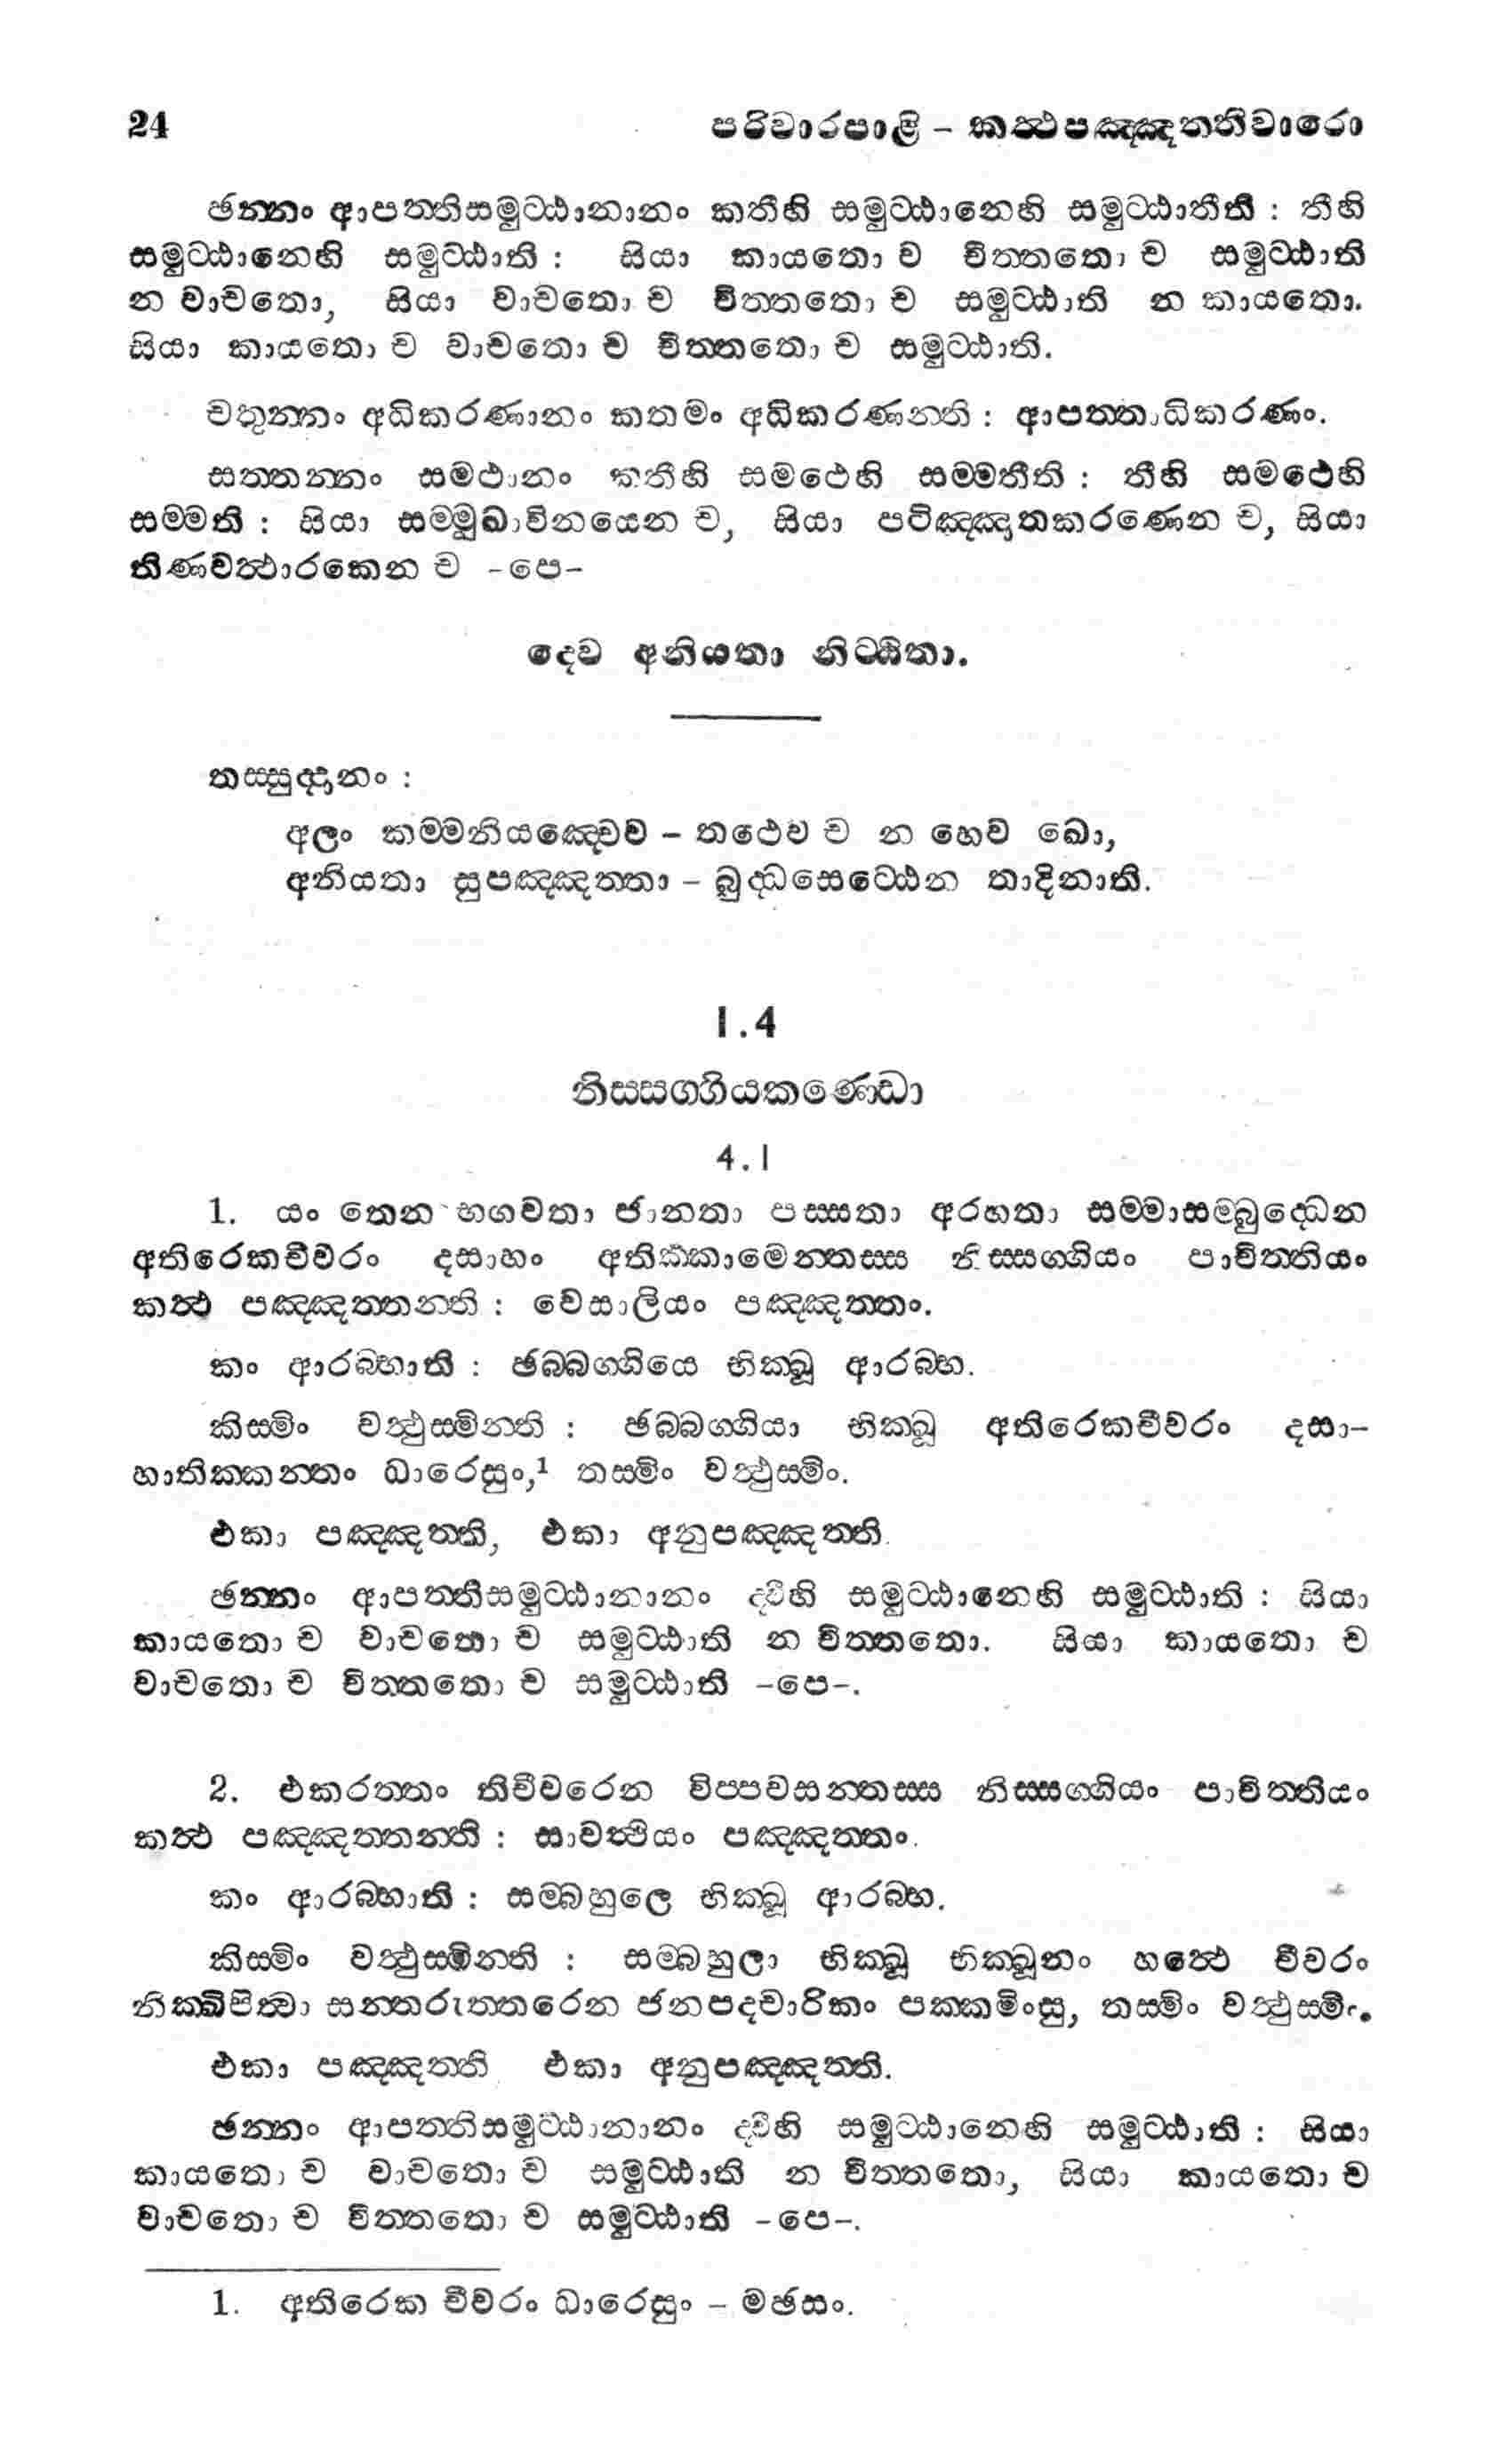 24 පරිවාරපාළි – කත්‍ථපඤ්ඤත්තිවාරො
ඡන්නං ආපත්තිසමුට්ඨානානං කතීහි සමුට්ඨානෙහි සමුට්ඨාතීති : තීහි
සමුට්ඨානෙහි සමුට්ඨාති : සියා කායතො ච චිත්තතො ච සමුට්ඨාති
න වාචතො, සියා වාචතො ච චිත්තතො ච සමුට්ඨාති න කායතො.
සියා කායතො ච වාචතො ච චිත්තතො ච සමුට්ඨාති.
චතුන්නං අධිකරණානං කතමං අධිකරණන්ති : ආපත්තාධිකරණං.
සත්තන්නං සමථානං කතීහි සමථෙහි සම්මතීති : තීහි සමථෙහි
සම්මති : සියා සම්මුඛාවිනයෙන ච, සියා පටිඤ්ඤාතකරණෙන ච, සියා
තිණවත්‍ථාරකෙන ච -පෙ-
ද්‍වෙ අනියතා නිට්ඨිතා.
තස්සුද්‍දානං :
අලං කම්මනියඤ්චෙව – තථෙව ච න හෙව ඛො,
අනියතා සුපඤ්ඤත්තා – බුද්‍ධසෙට්ඨෙන තාදිනාති.
1.4
නිස්සග්ගියකණ්ඩො
4.1
1. යං තෙන භගවතා ජානතා පස්සතා අරහතා සම්මාසම්බුද්‍ධෙන
අතිරෙකචීවරං දසාහං අතික්කාමෙන්තස්ස නිස්සග්ගියං පාචිත්තියං
කත්‍ථ පඤ්ඤත්තන්ති : වෙසාලියං පඤ්ඤත්තං.
කං ආරබ්භාති : ඡබ්බග්ගියෙ භික්ඛූ ආරබ්භ.
කිස්මිං වත්‍ථුස්මින්ති : ඡබ්බග්ගියා භික්ඛූ අතිරෙකචීවරං දසා-
හාතික්කන්තං ධාරෙසුං,¹ තස්මිං වත්‍ථුස්මිං.
එකා පඤ්ඤත්ති, එකා අනුපඤ්ඤත්ති.
ඡන්නං ආපත්තිසමුට්ඨානානං ද්‍වීහි සමුට්ඨානෙහි සමුට්ඨාති : සියා
කායතො ච වාචතො ච සමුට්ඨාති න චිත්තතො. සියා කායතො ච
වාචතො ච චිත්තතො ච සමුට්ඨාති -පෙ-.
2. එකරත්තං තිචීවරෙන විප්පවසන්තස්ස නිස්සග්ගියං පාචිත්තියං
කත්‍ථ පඤ්ඤත්තන්ති : සාවත්‍ථියං පඤ්ඤත්තං.
කං ආරබ්භාති : සම්බහුලෙ භික්ඛූ ආරබ්භ.
කිස්මිං වත්‍ථුස්මින්ති : සම්බහුලා භික්ඛූ භික්ඛූනං හත්‍ථෙ චීවරං
නික්ඛිපිත්‍වා සන්තරුත්තරෙන ජනපදචාරිකං පක්කමිංසු, තස්මිං වත්‍ථුස්මිං.
එකා පඤ්ඤත්ති එකා අනුපඤ්ඤත්ති.
ඡන්නං ආපත්තිසමුට්ඨානානං ද්‍වීහි සමුට්ඨානෙහි සමුට්ඨාති : සියා
කායතො ච වාචතො ච සමුට්ඨාති න චිත්තතො, සියා කායතො ච
වාචතො ච චිත්තතො ච සමුට්ඨාති -පෙ-.
1. අතිරෙක චීවරං ධාරෙසුං – මඡසං.